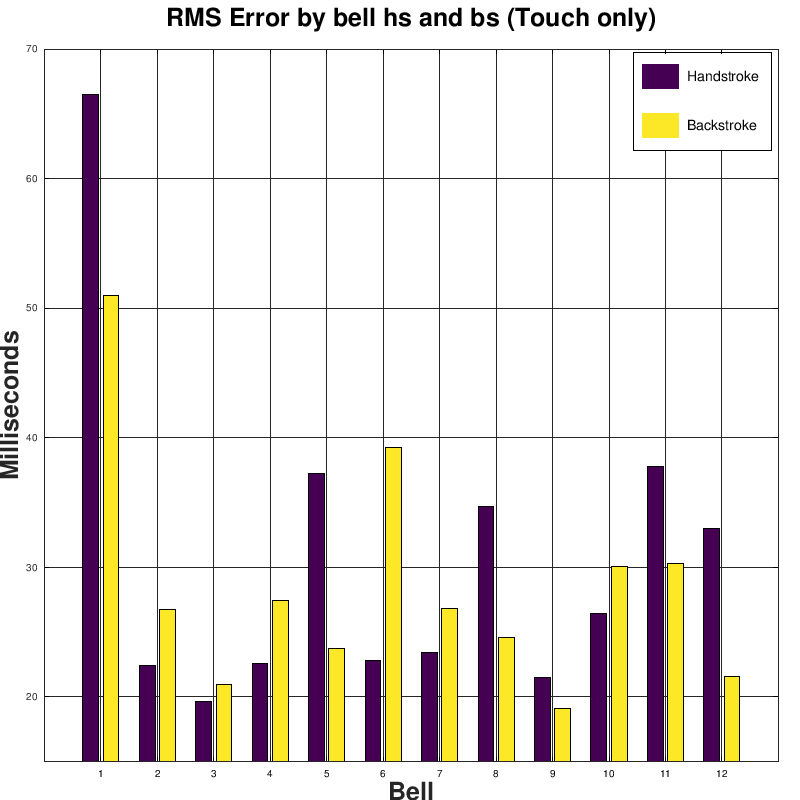 RMS Error by bell hs and bs (Touch only)
Handstroke
Backstroke
Milliseconds
70
60
50
40
30
20
1 2 3 4 5 6 7 8 9 10 11 12
Bell